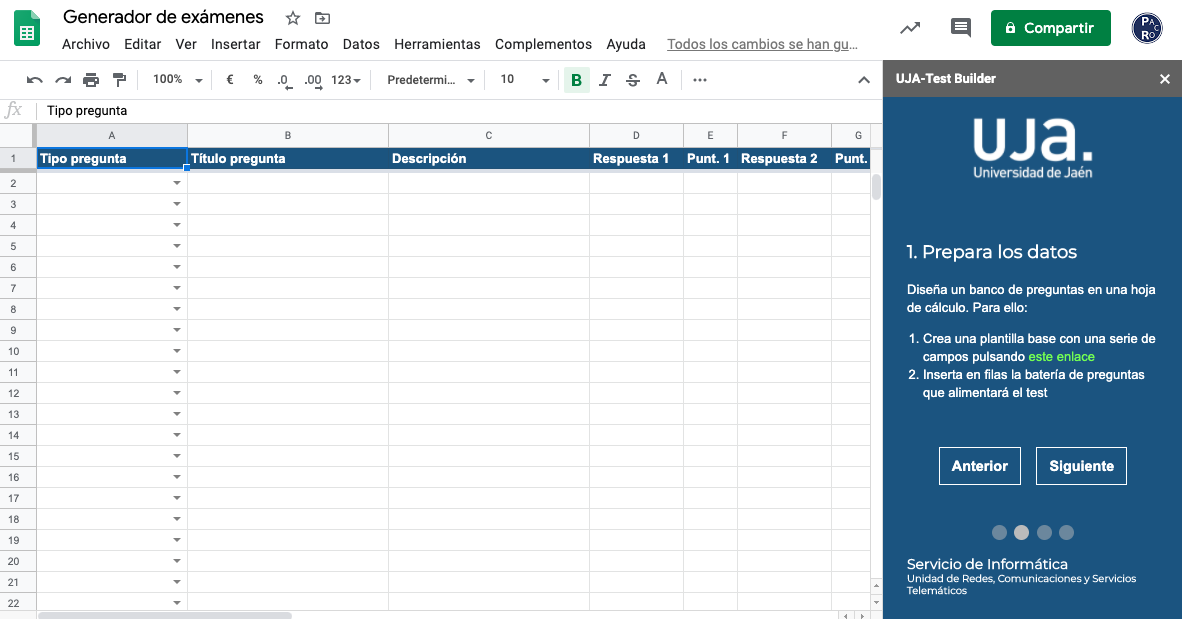 Generador de exámenes
Archivo Editar Ver Insertar Formato Datos Herramientas Complementos Ayuda Todos los cambios se han gu…
Compartir
PACRO
100% € % .0 .00 123 Predetermi... 10 B I S A ...
UJA-Test Builder
fx Tipo pregunta
A B C D E F G
1 Tipo pregunta Título pregunta Descripción Respuesta 1 Punt. 1 Respuesta 2 Punt.
2
3
4
5
6
7
8
9
10
11
12
13
14
15
16
17
18
19
20
21
22
UJa.
Universidad de Jaén
1. Prepara los datos
Diseña un banco de preguntas en una hoja
de cálculo. Para ello:
1. Crea una plantilla base con una serie de
campos pulsando este enlace
2. Inserta en filas la batería de preguntas
que alimentará el test
Anterior Siguiente
Servicio de Informática
Unidad de Redes, Comunicaciones y Servicios
Telemáticos